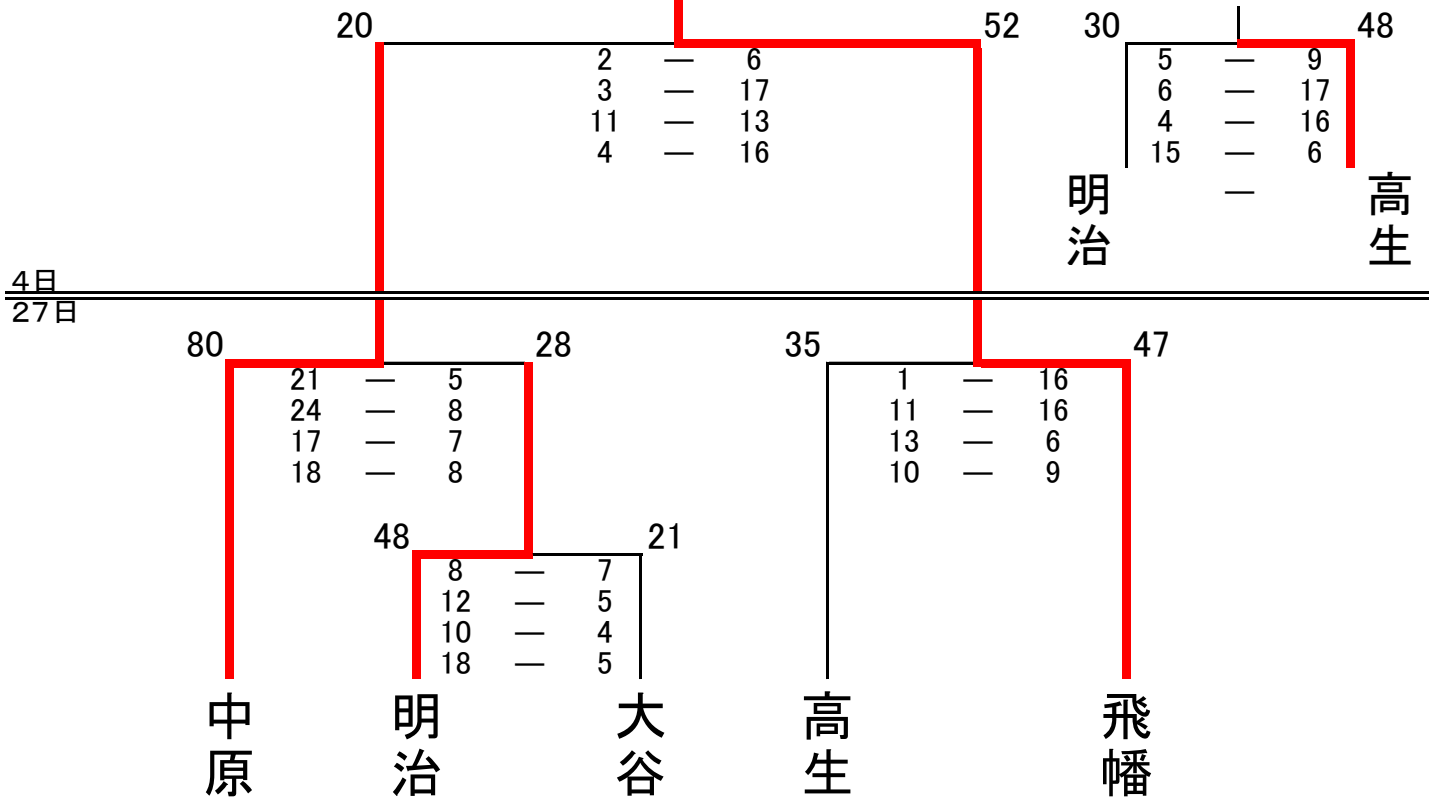 20 52 30 48
2 — 6 5 — 9
3 — 17 6 — 17
11 — 13 4 — 16
4 — 16 15 — 6
—
明治 高生
4日
27日
80 28 35 47
21 — 5 1 — 16
24 — 8 11 — 16
17 — 7 13 — 6
18 — 8 10 — 9
48 21
8 — 7
12 — 5
10 — 4
18 — 5
中原 明治 大谷 高生 飛幡